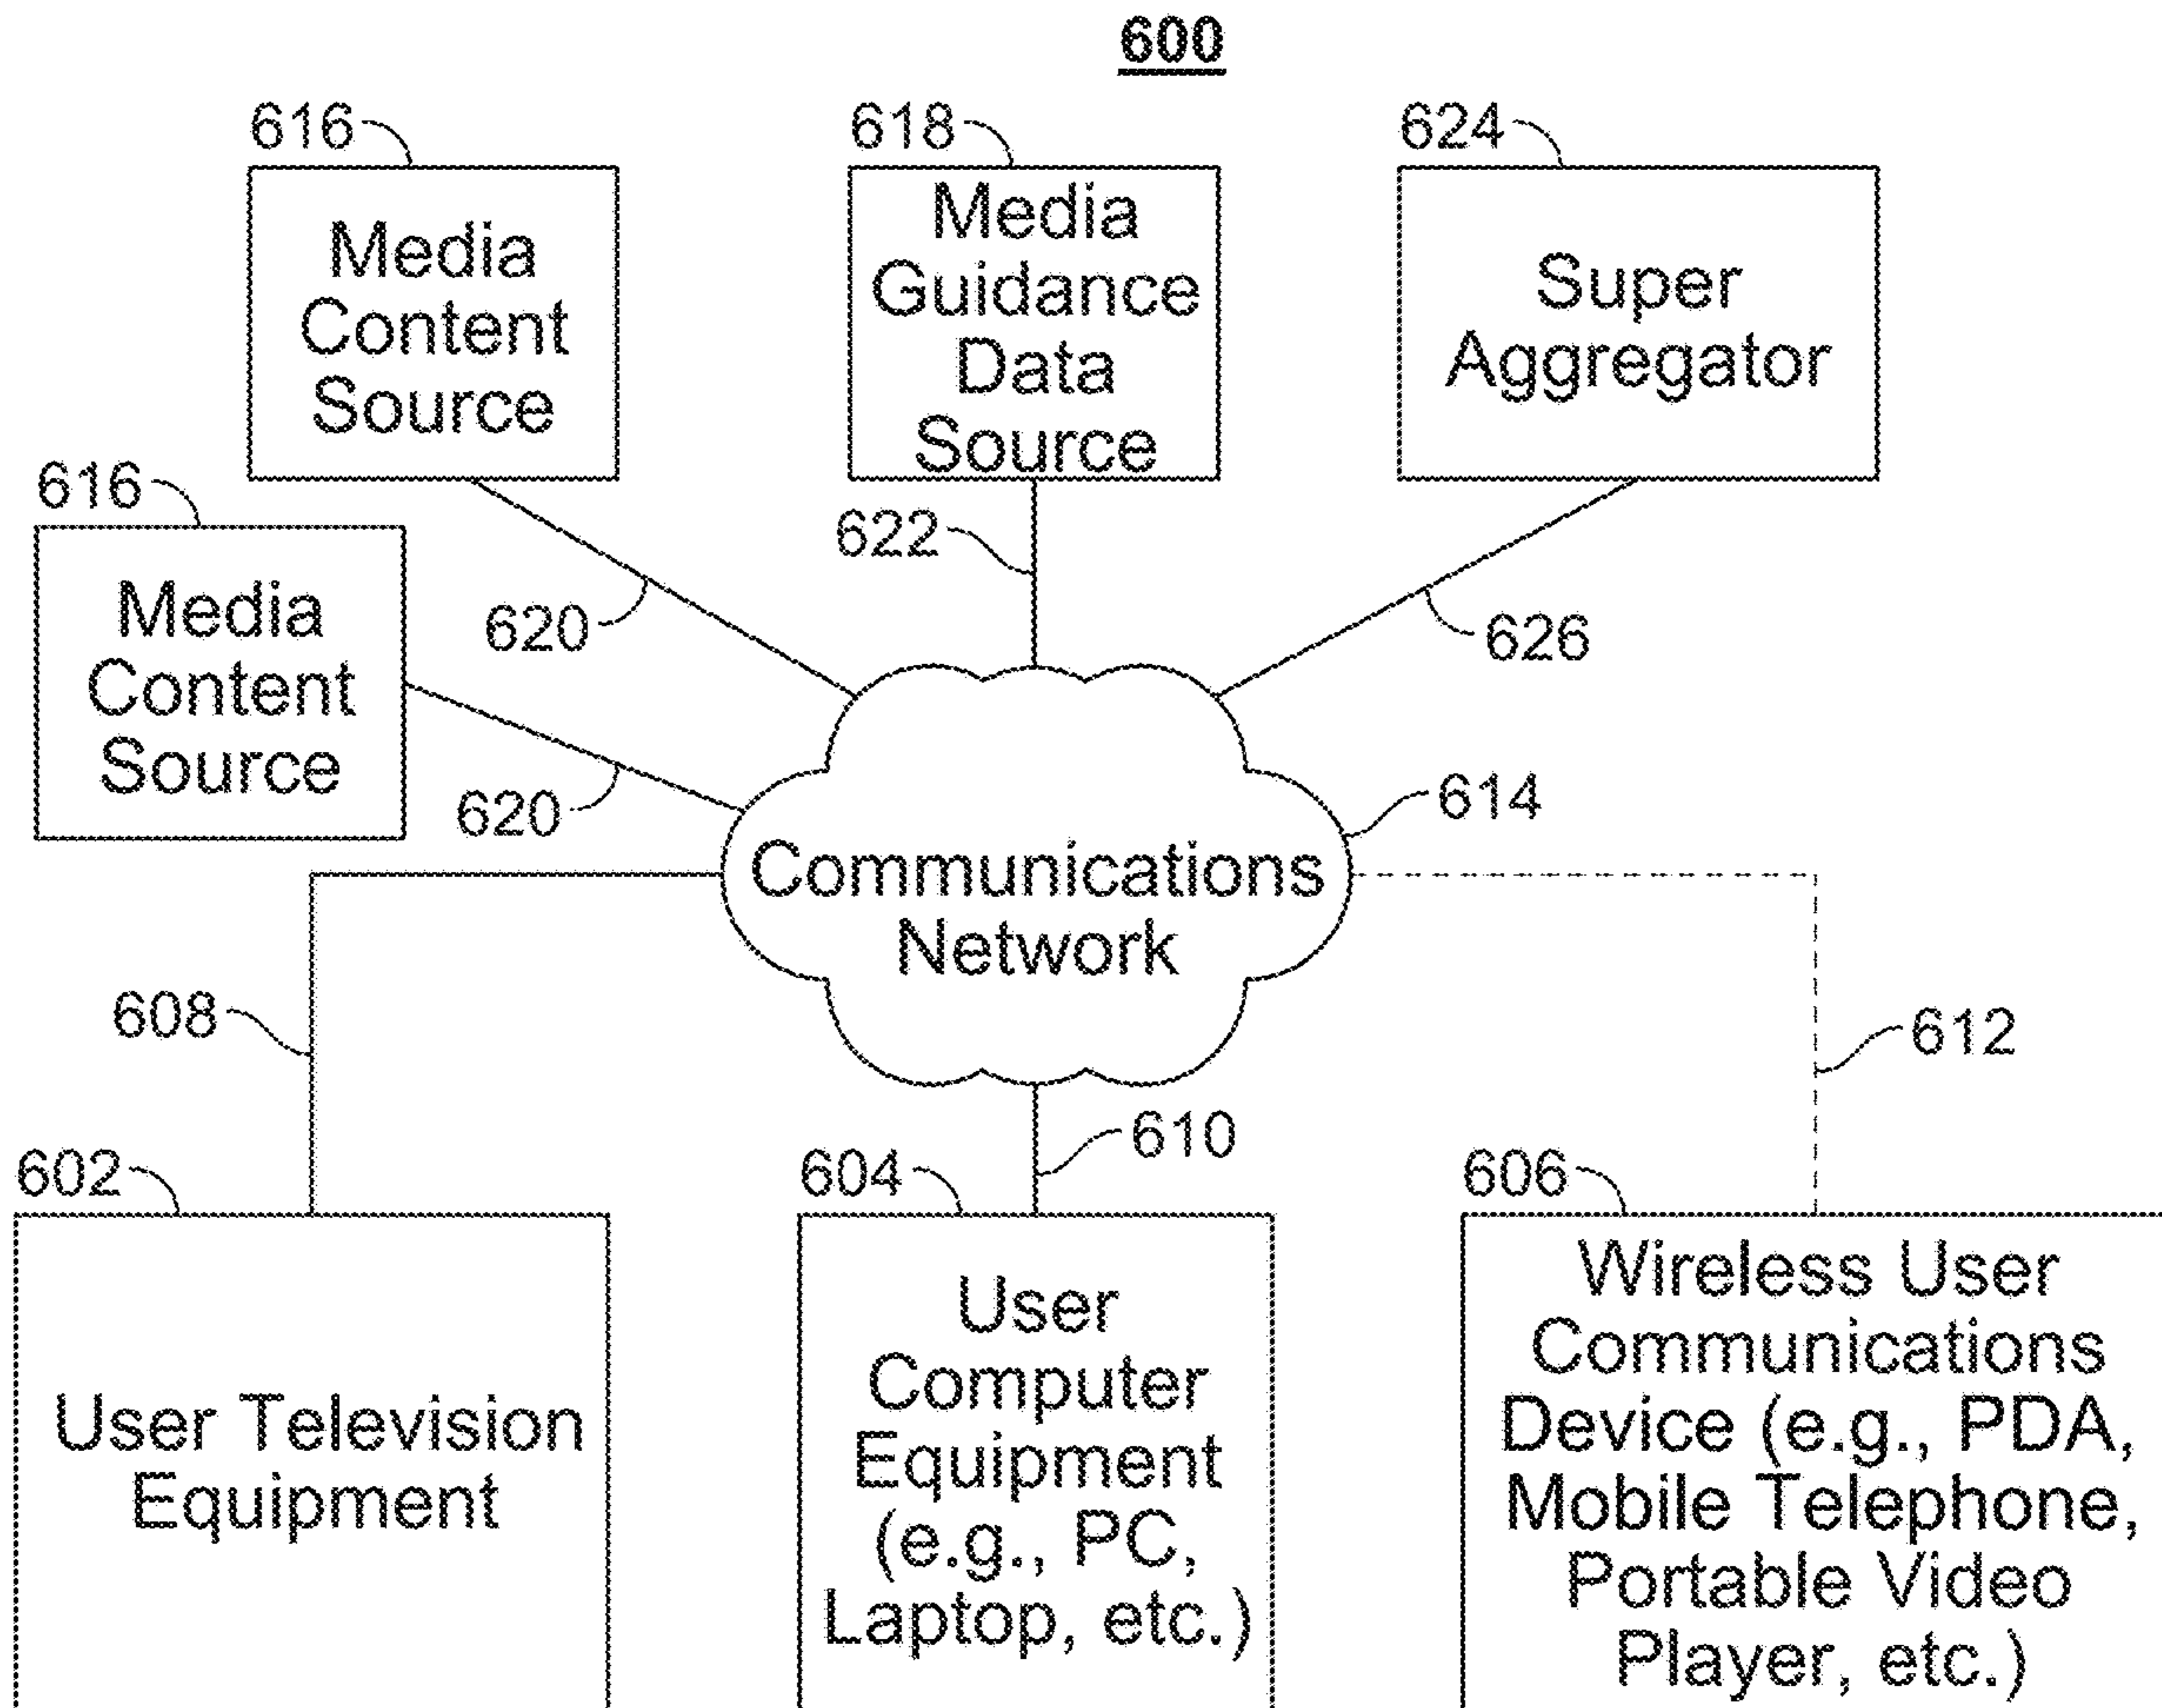 600
616
618
624
Media
Content
Source
Media
Guidance
Data
Source
Super
Aggregator
616
Media
Content
Source
622
620
626
620
614
Communications
Network
608
612
610
602
604
606
User Television
Equipment
User
Computer
Equipment
(e.g., PC,
Laptop, etc.)
Wireless User
Communications
Device (e.g., PDA,
Mobile Telephone,
Portable Video
Player, etc.)